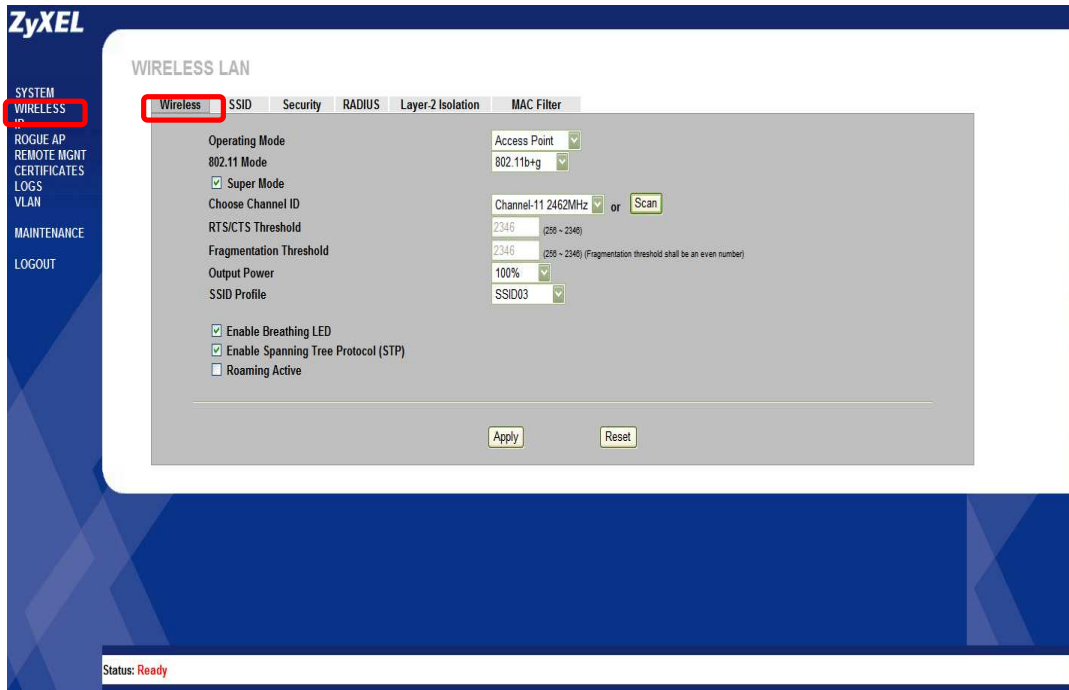 ZyXEL
WIRELESS LAN
SYSTEM
WIRELESS
IP
ROGUE AP
REMOTE MGNT
CERTIFICATES
LOGS
VLAN
MAINTENANCE
LOGOUT
Wireless SSID Security RADIUS Layer-2 Isolation MAC Filter
Operating Mode Access Point
802.11 Mode 802.11b+g
Super Mode
Choose Channel ID Channel-11 2462MHz or Scan
RTS/CTS Threshold 2346 (256 ~ 2346)
Fragmentation Threshold 2346 (256 ~ 2346) (Fragmentation threshold shall be an even number)
Output Power 100%
SSID Profile SSID03
Enable Breathing LED
Enable Spanning Tree Protocol (STP)
Roaming Active
Apply Reset
Status: Ready